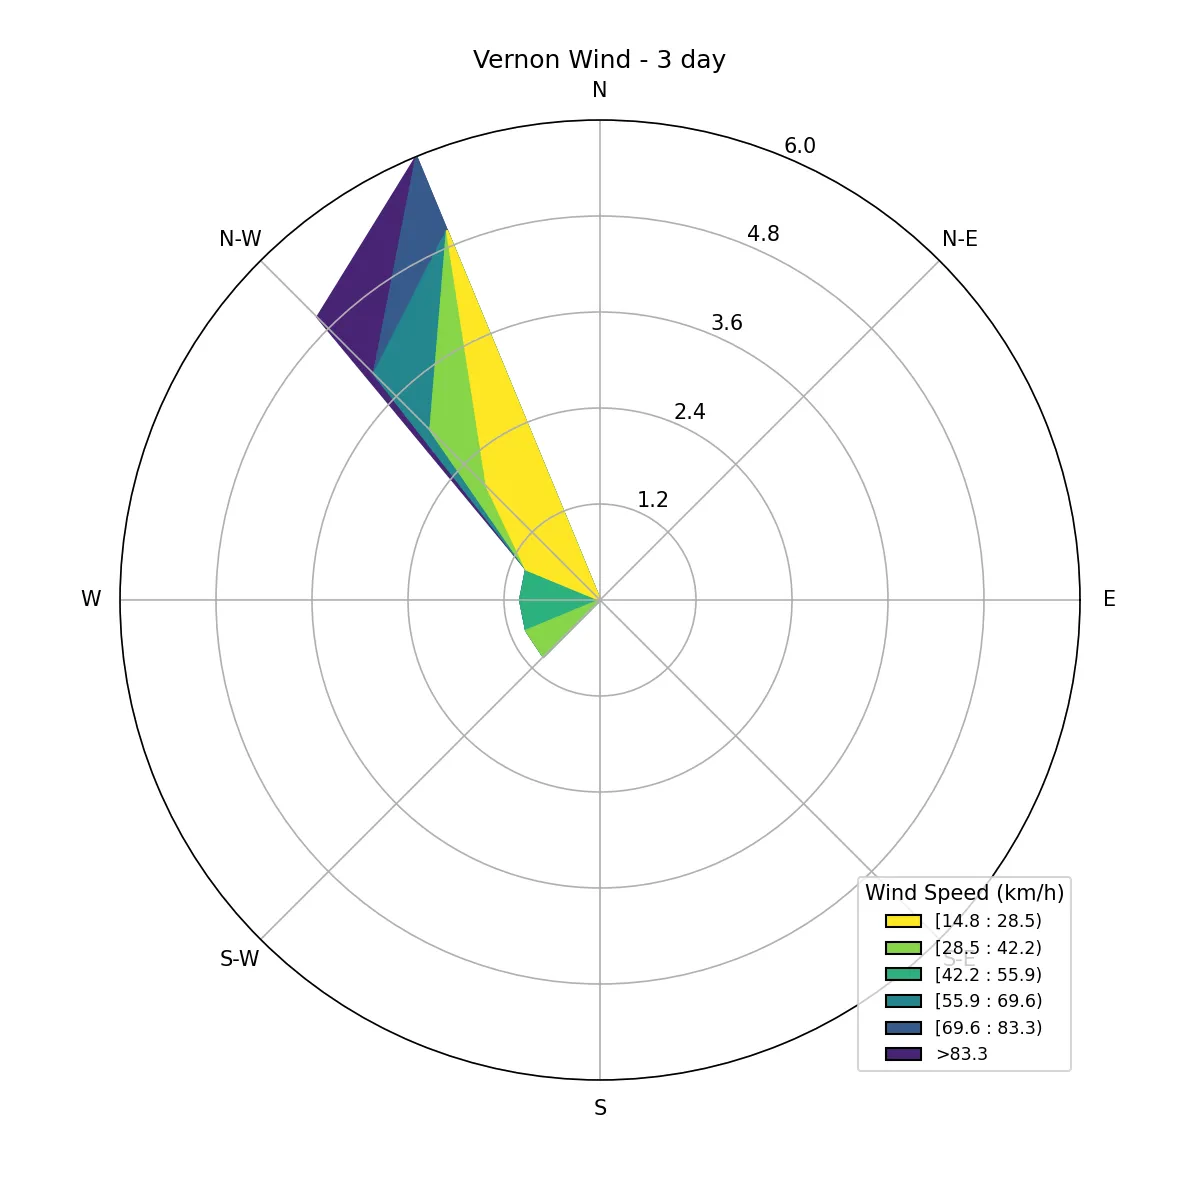 Vernon Wind - 3 day
N
6.0
N-W
N-E
4.8
3.6
2.4
1.2
W
E
Wind Speed (km/h)
[14.8 : 28.5)
[28.5 : 42.2)
S-W
S-E
[42.2 : 55.9)
[55.9 : 69.6)
[69.6 : 83.3)
>83.3
S